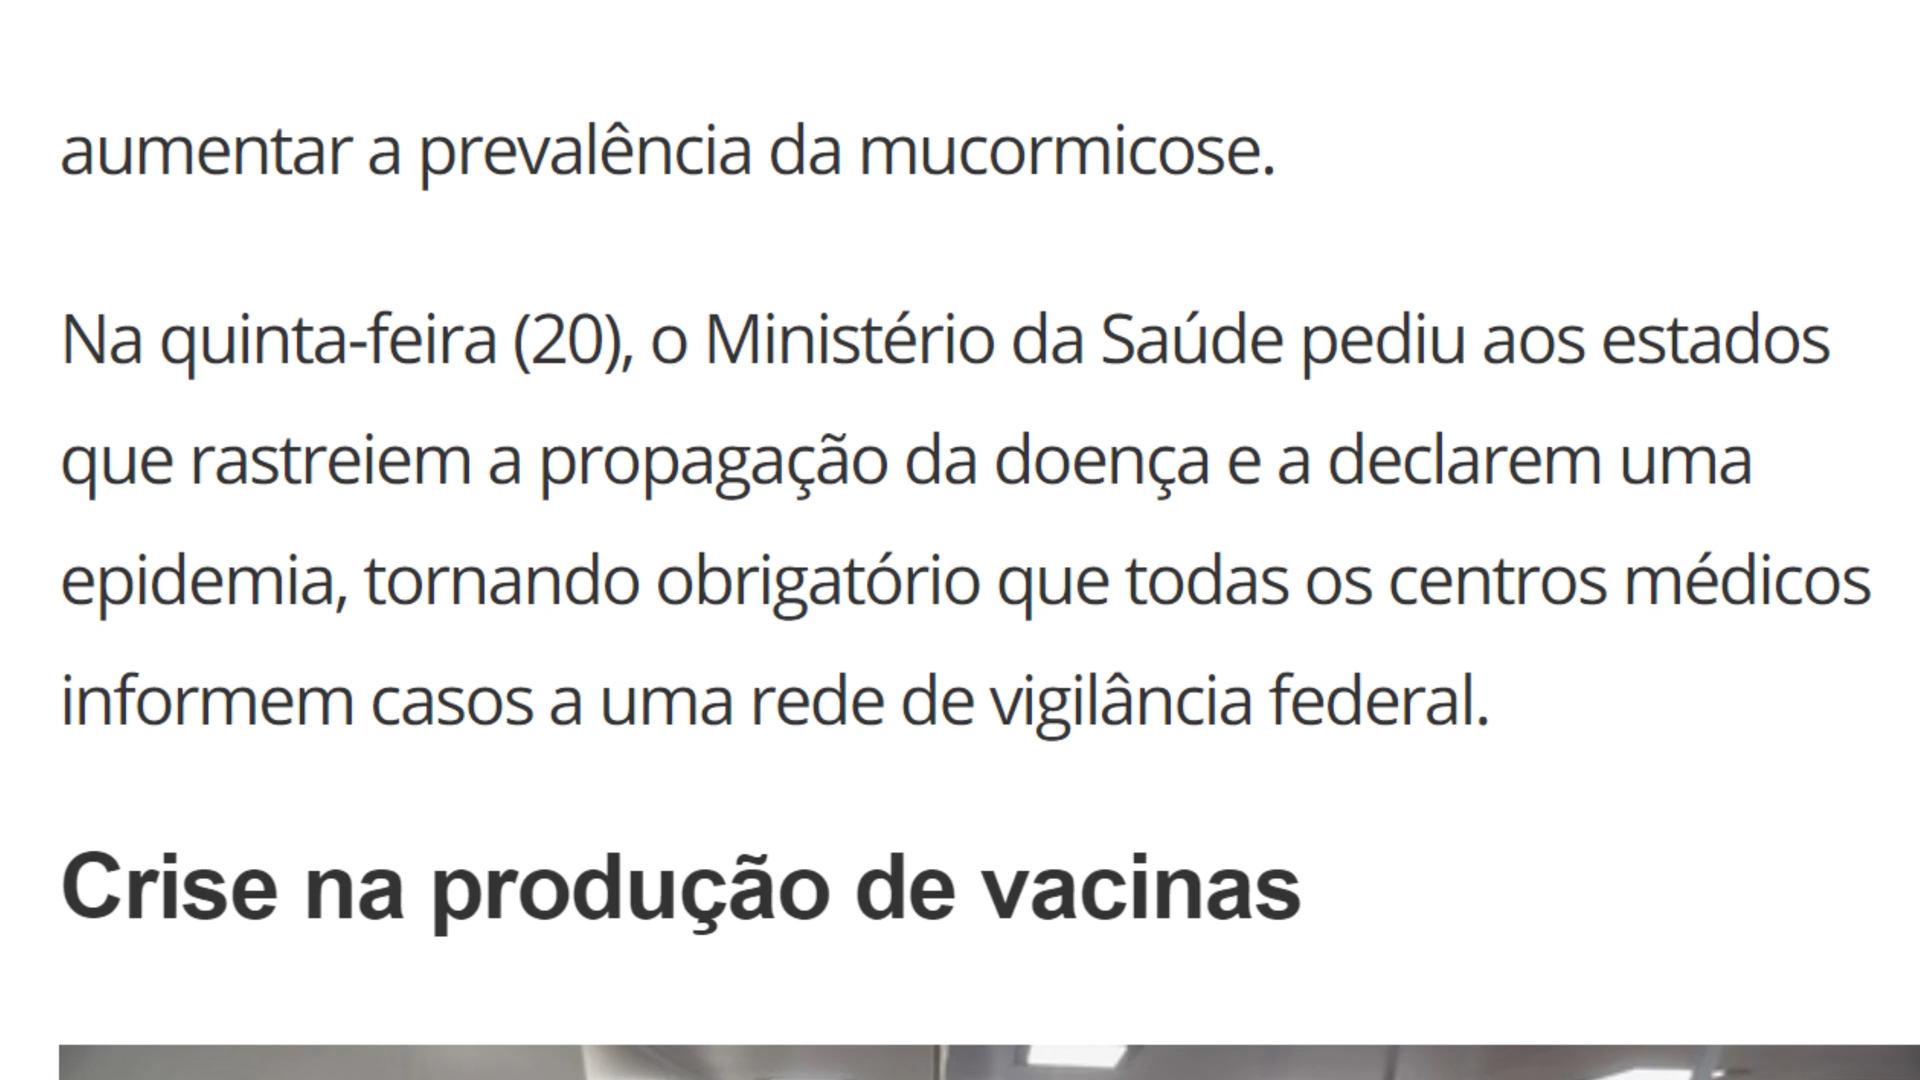 aumentar a prevalência da mucormicose.
Na quinta-feira (20), o Ministério da Saúde pediu aos estados
que rastreiem a propagação da doença e a declarem uma
epidemia, tornando obrigatório que todas os centros médicos
informem casos a uma rede de vigilância federal.
Crise na produção de vacinas